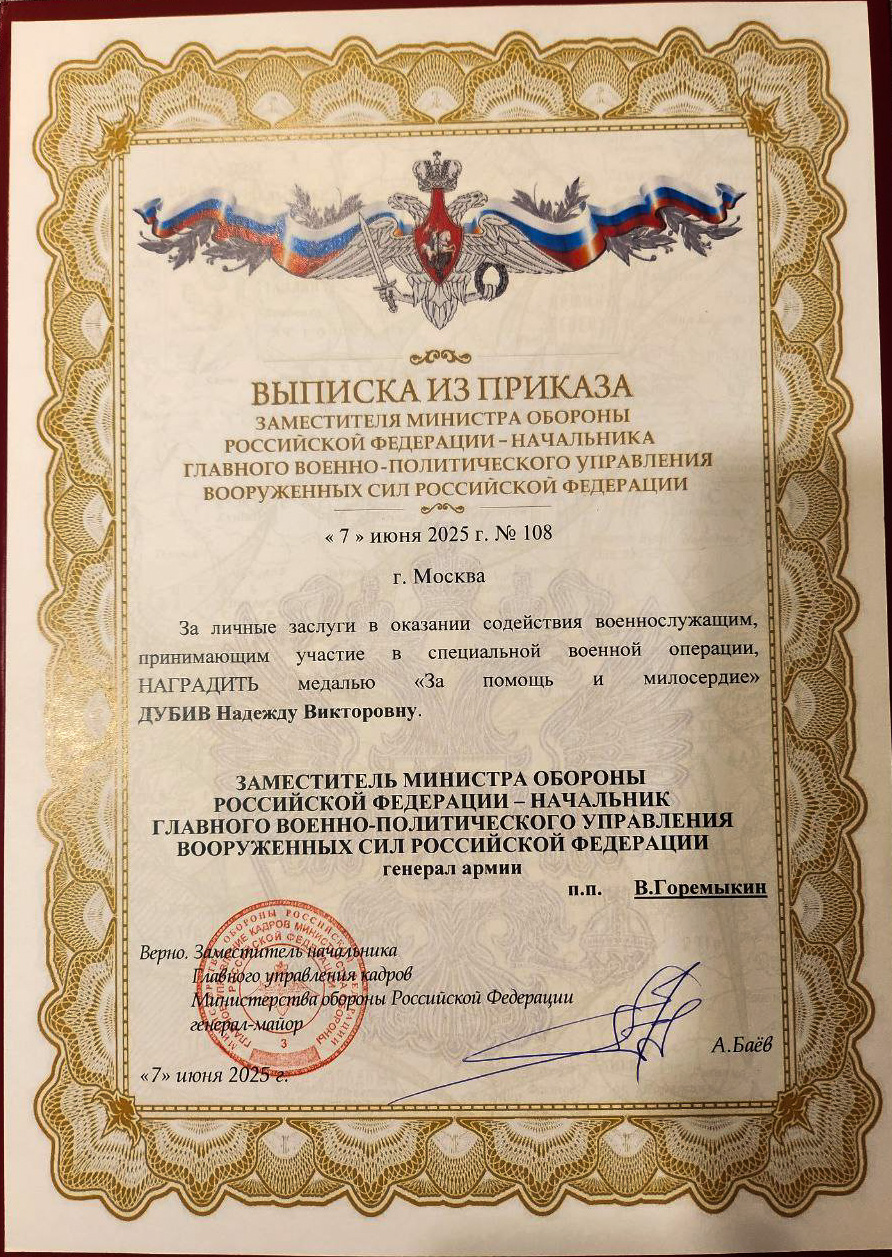 ВЫПИСКА ИЗ ПРИКАЗА
ЗАМЕСТИТЕЛЯ МИНИСТРА ОБОРОНЫ
РОССИЙСКОЙ ФЕДЕРАЦИИ – НАЧАЛЬНИКА
ГЛАВНОГО ВОЕННО-ПОЛИТИЧЕСКОГО УПРАВЛЕНИЯ
ВООРУЖЕННЫХ СИЛ РОССИЙСКОЙ ФЕДЕРАЦИИ
« 7 » июня 2025 г. № 108
г. Москва
За личные заслуги в оказании содействия военнослужащим,
принимающим участие в специальной военной операции,
НАГРАДИТЬ медалью «За помощь и милосердие»
ДУБИВ Надежду Викторовну.
ЗАМЕСТИТЕЛЬ МИНИСТРА ОБОРОНЫ
РОССИЙСКОЙ ФЕДЕРАЦИИ – НАЧАЛЬНИК
ГЛАВНОГО ВОЕННО-ПОЛИТИЧЕСКОГО УПРАВЛЕНИЯ
ВООРУЖЕННЫХ СИЛ РОССИЙСКОЙ ФЕДЕРАЦИИ
генерал армии
п.п. В.Горемыкин
Верно. Заместитель начальника
Главного управления кадров
Министерства обороны Российской Федерации
генерал-майор
А.Баёв
«7» июня 2025 г.
3